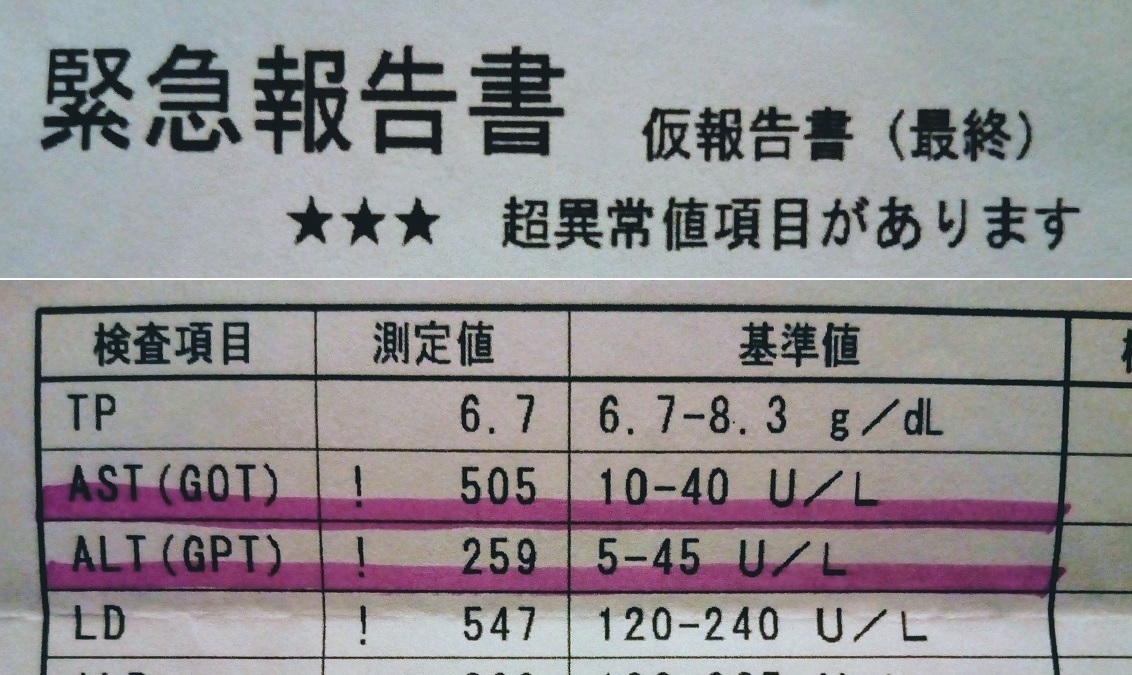 緊急報告書 仮報告書（最終）
★★★ 超異常値項目があります
検査項目 測定値 基準値
TP 6.7 6.7-8.3 g／dL
AST(GOT) ! 505 10-40 U／L
ALT(GPT) ! 259 5-45 U／L
LD ! 547 120-240 U／L